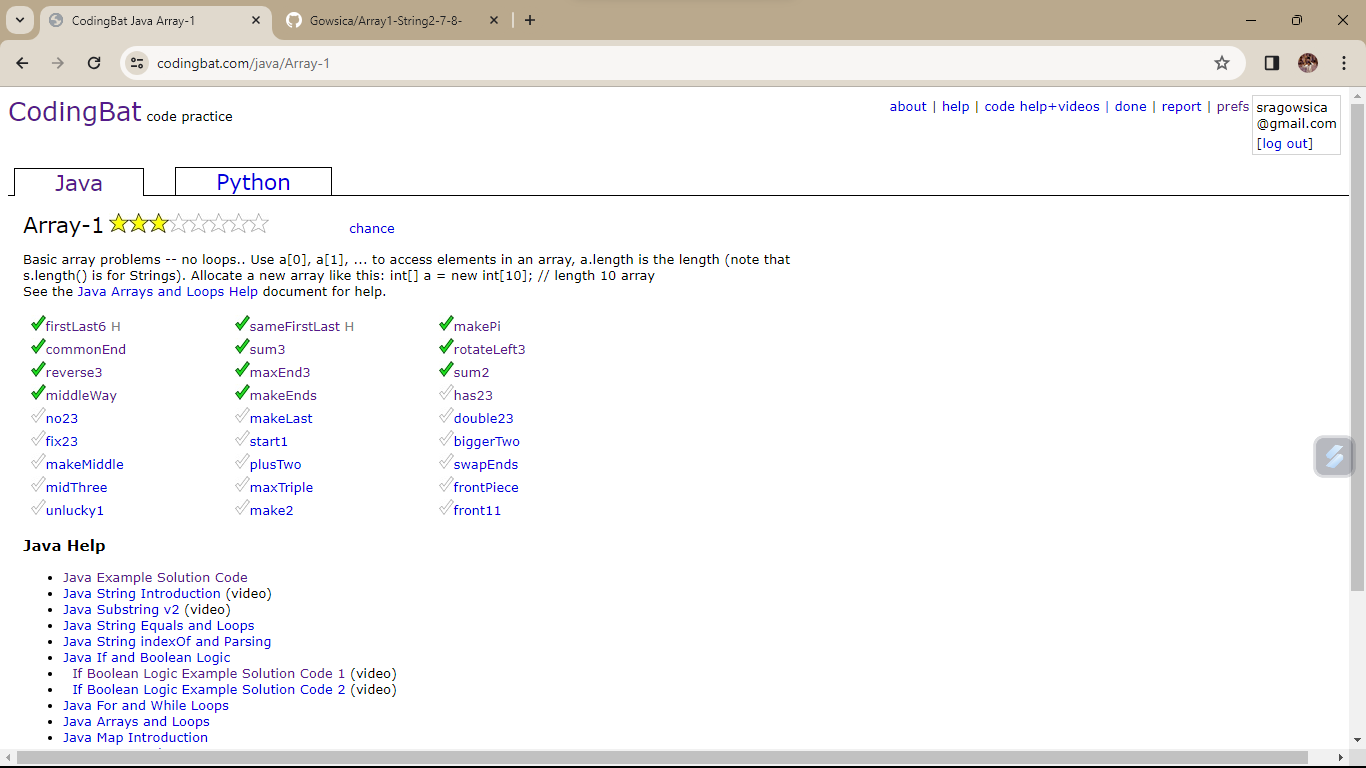 CodingBat Java Array-1
Gowsica/Array1-String2-7-8-
codingbat.com/java/Array-1
CodingBat code practice
about | help | code help+videos | done | report | prefs
sragowsica
@gmail.com
[log out]
Java
Python
Array-1
chance
Basic array problems -- no loops.. Use a[0], a[1], ... to access elements in an array, a.length is the length (note that
s.length() is for Strings). Allocate a new array like this: int[] a = new int[10]; // length 10 array
See the Java Arrays and Loops Help document for help.
firstLast6 H sameFirstLast H makePi
commonEnd sum3 rotateLeft3
reverse3 maxEnd3 sum2
middleWay makeEnds has23
no23 makeLast double23
fix23 start1 biggerTwo
makeMiddle plusTwo swapEnds
midThree maxTriple frontPiece
unlucky1 make2 front11
Java Help
Java Example Solution Code
Java String Introduction (video)
Java Substring v2 (video)
Java String Equals and Loops
Java String indexOf and Parsing
Java If and Boolean Logic
If Boolean Logic Example Solution Code 1 (video)
If Boolean Logic Example Solution Code 2 (video)
Java For and While Loops
Java Arrays and Loops
Java Map Introduction